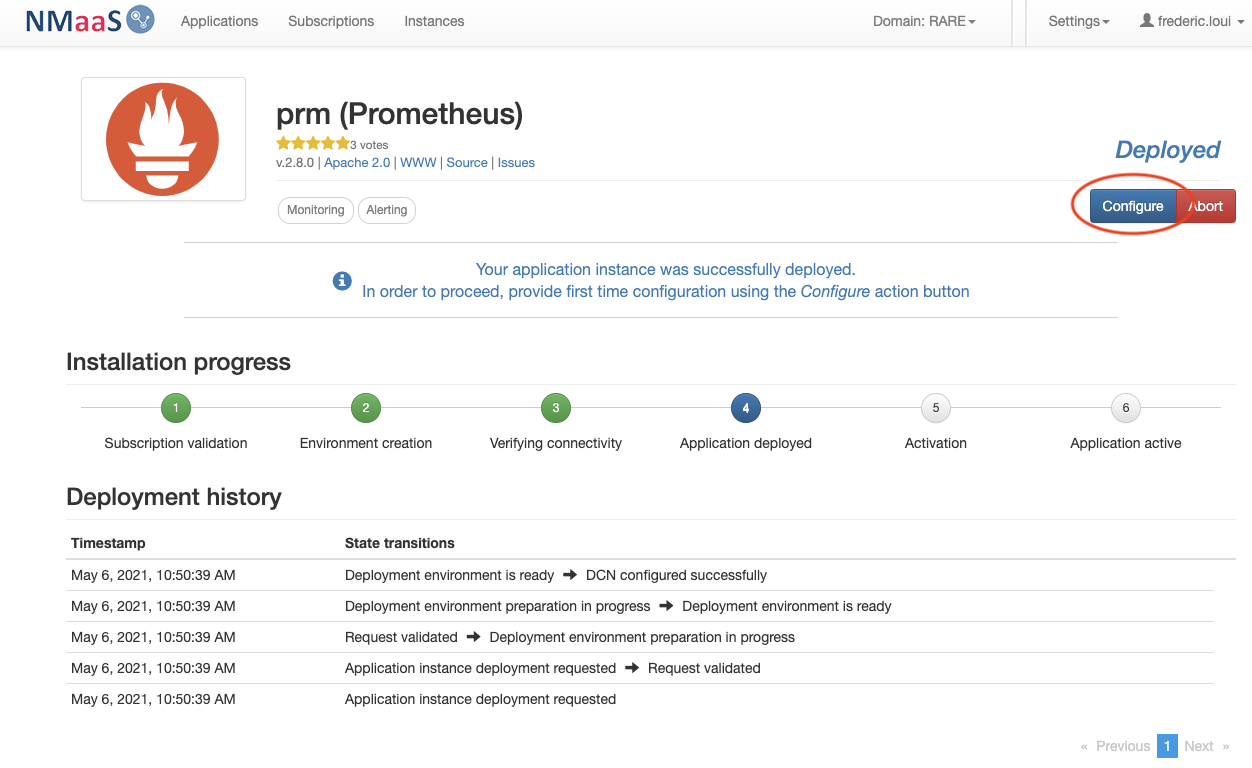 NMaaS Applications Subscriptions Instances Domain: RARE Settings frederic.loui
prm (Prometheus)
3 votes
v.2.8.0 | Apache 2.0 | WWW | Source | Issues
Deployed
Monitoring Alerting
Configure Abort
Your application instance was successfully deployed.
In order to proceed, provide first time configuration using the Configure action button
Installation progress
1 2 3 4 5 6
Subscription validation Environment creation Verifying connectivity Application deployed Activation Application active
Deployment history
Timestamp State transitions
May 6, 2021, 10:50:39 AM Deployment environment is ready ➔ DCN configured successfully
May 6, 2021, 10:50:39 AM Deployment environment preparation in progress ➔ Deployment environment is ready
May 6, 2021, 10:50:39 AM Request validated ➔ Deployment environment preparation in progress
May 6, 2021, 10:50:39 AM Application instance deployment requested ➔ Request validated
May 6, 2021, 10:50:39 AM Application instance deployment requested
« Previous 1 Next »